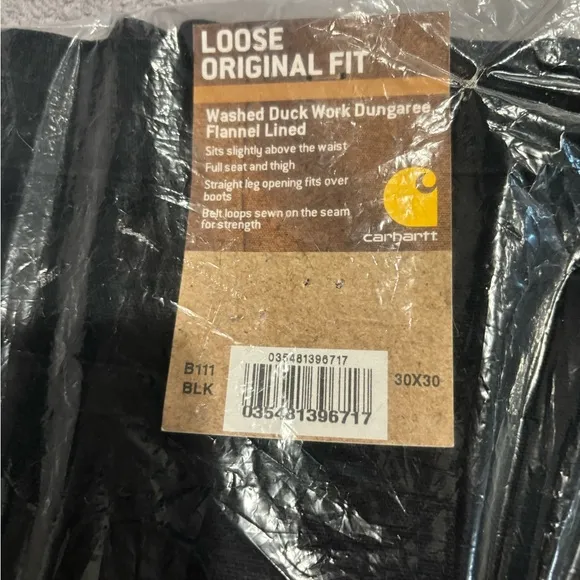 LOOSE
ORIGINAL FIT
Washed Duck Work Dungaree
Flannel Lined
Sits slightly above the waist
Full seat and thigh
Straight leg opening fits over
boots
Belt loops sewn on the seam
for strength
carhartt
035481396717
B111
BLK
30X30
035481396717